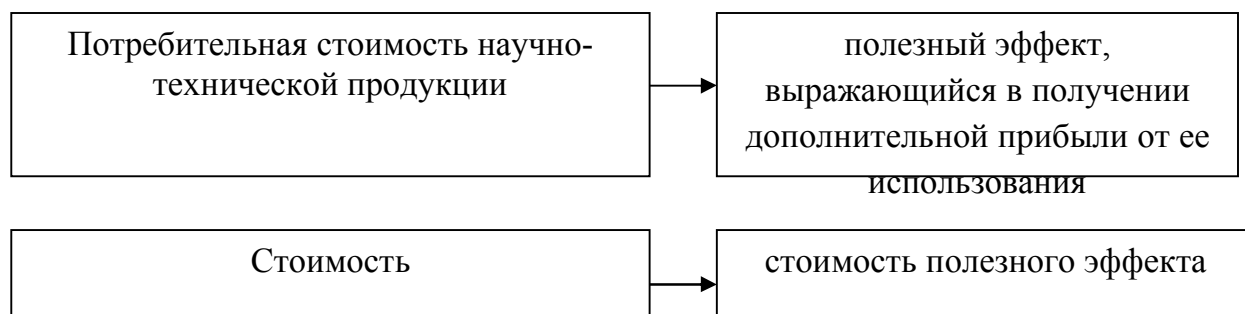 Потребительная стоимость научно-
технической продукции
полезный эффект,
выражающийся в получении
дополнительной прибыли от ее
использования
Стоимость
стоимость полезного эффекта